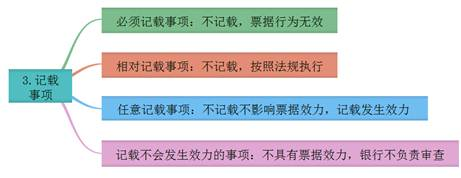 3.记载
事项
必须记载事项：不记载，票据行为无效
相对记载事项：不记载，按照法规执行
任意记载事项：不记载不影响票据效力，记载发生效力
记载不会发生效力的事项：不具有票据效力，银行不负责审查